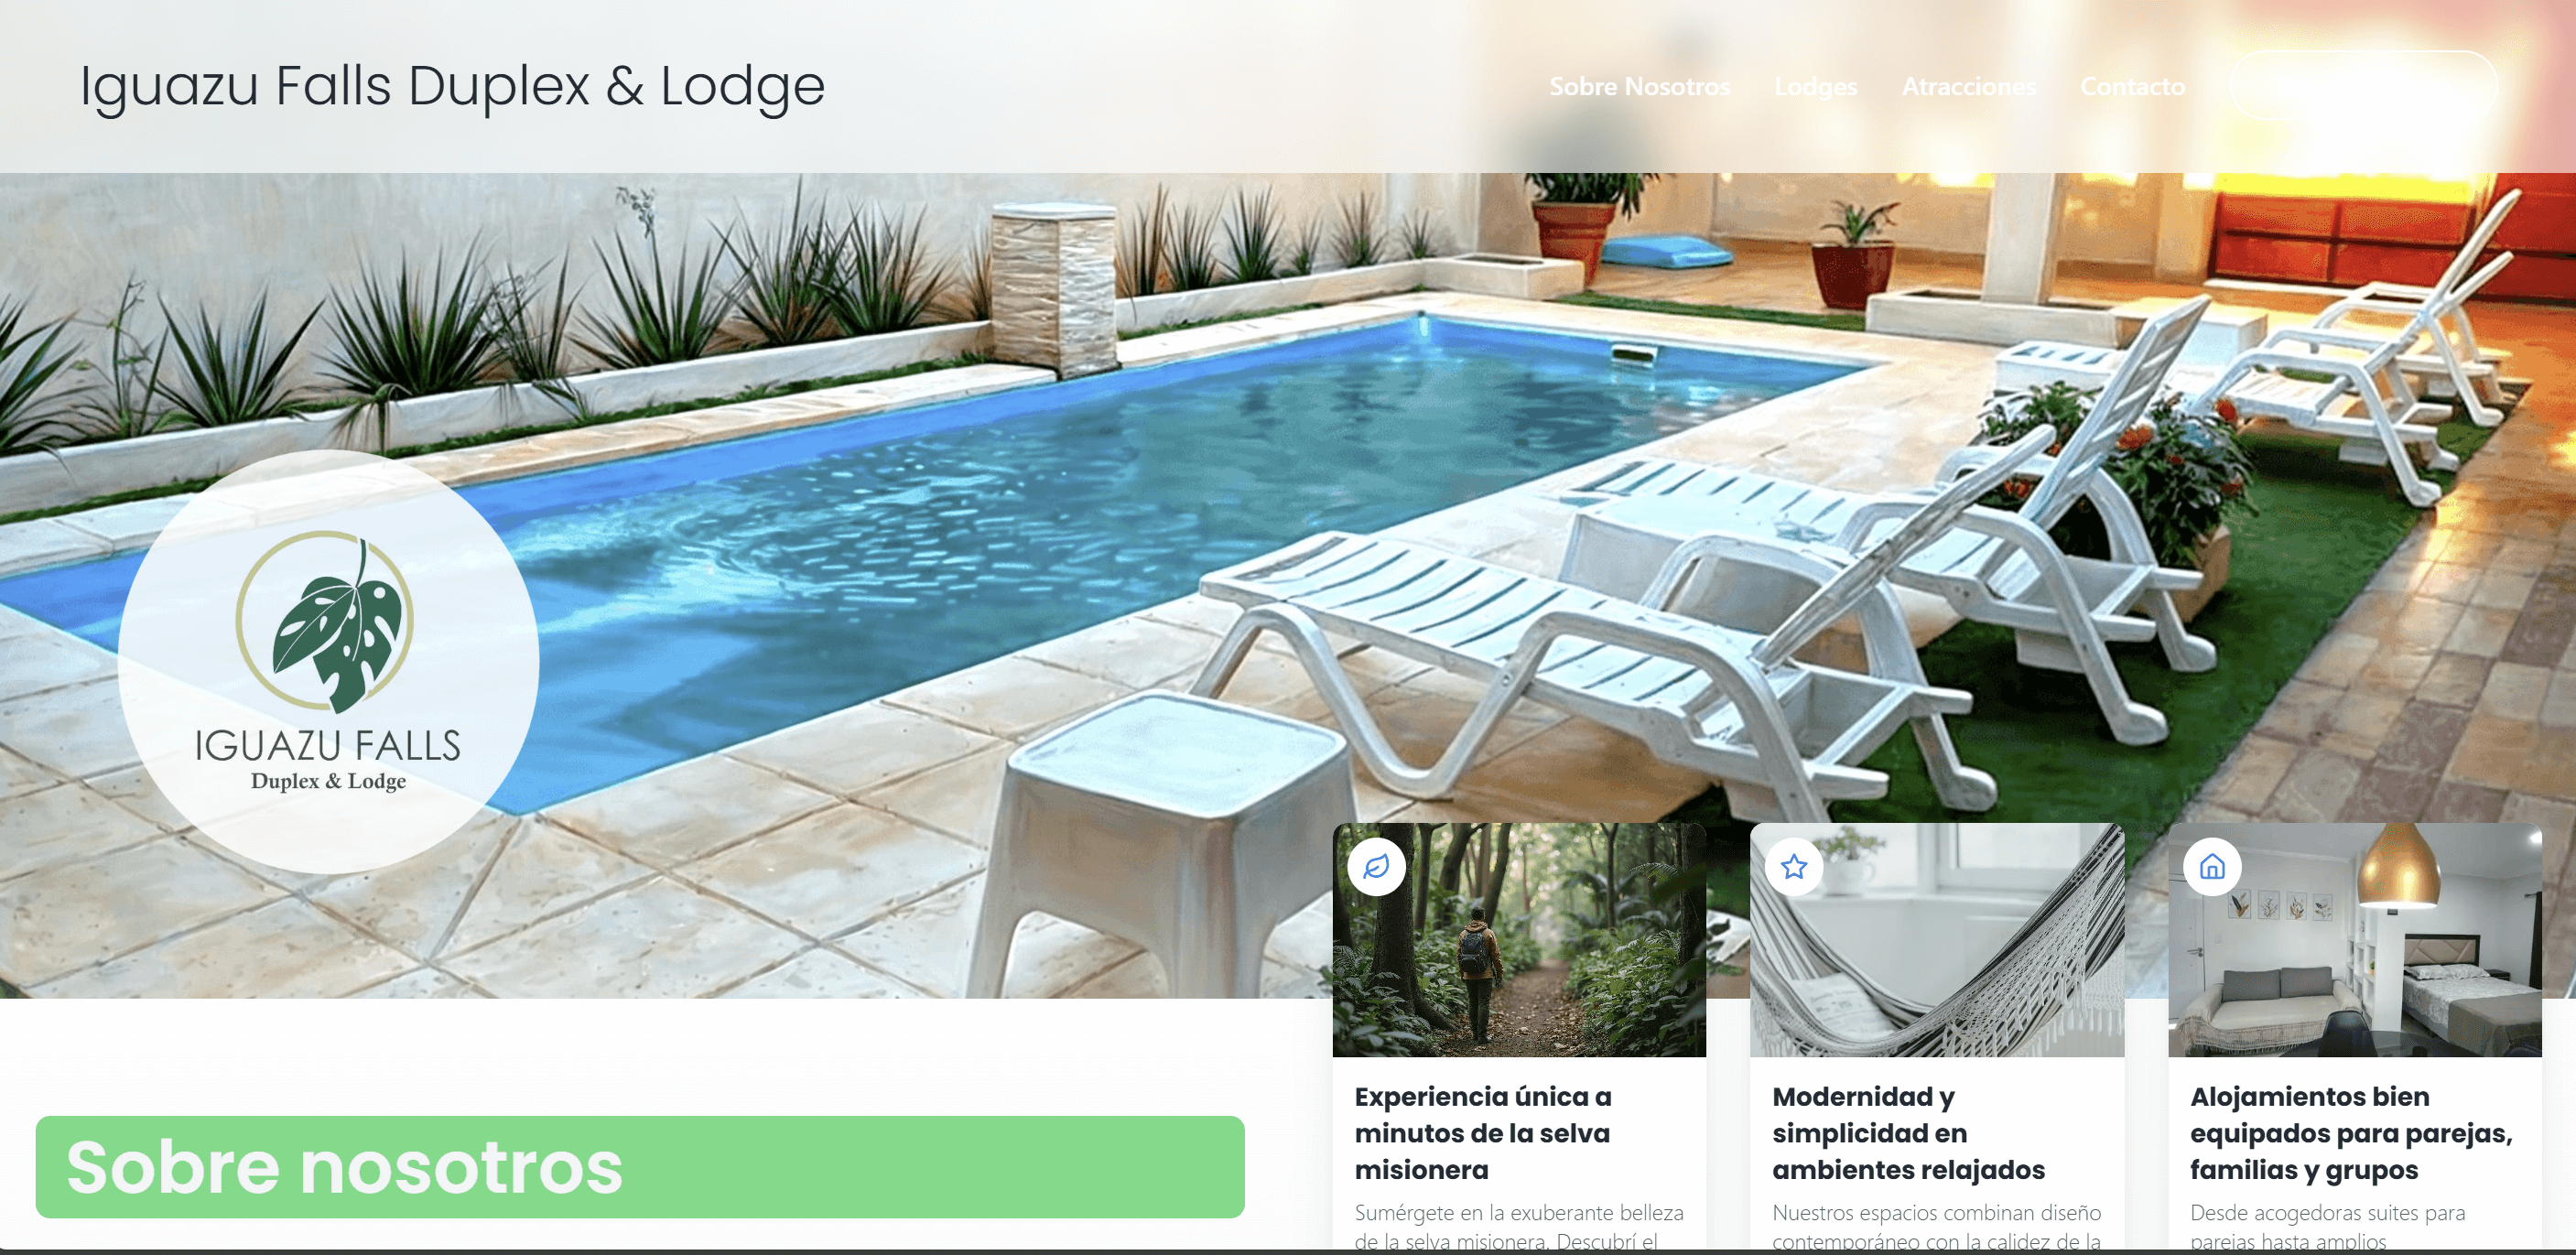 Iguazu Falls Duplex & Lodge
Sobre Nosotros
Lodges
Atracciones
Contacto
IGUAZU FALLS
Duplex & Lodge
Sobre nosotros
Experiencia única a
minutos de la selva
misionera
Sumérgete en la exuberante belleza
de la selva misionera. Descubrí el
Modernidad y
simplicidad en
ambientes relajados
Nuestros espacios combinan diseño
contemporáneo con la calidez de la
Alojamientos bien
equipados para parejas,
familias y grupos
Desde acogedoras suites para
parejas hasta amplios